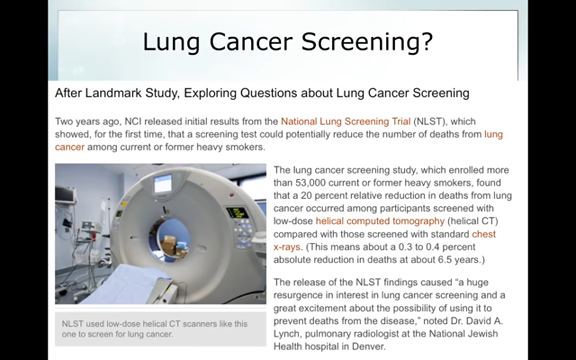 Lung Cancer Screening?
After Landmark Study, Exploring Questions about Lung Cancer Screening
Two years ago, NCI released initial results from the National Lung Screening Trial (NLST), which
showed, for the first time, that a screening test could potentially reduce the number of deaths from lung
cancer among current or former heavy smokers.
The lung cancer screening study, which enrolled more
than 53,000 current or former heavy smokers, found
that a 20 percent relative reduction in deaths from lung
cancer occurred among participants screened with
low-dose helical computed tomography (helical CT)
compared with those screened with standard chest
x-rays. (This means about a 0.3 to 0.4 percent
absolute reduction in deaths at about 6.5 years.)
The release of the NLST findings caused “a huge
resurgence in interest in lung cancer screening and a
great excitement about the possibility of using it to
prevent deaths from the disease,” noted Dr. David A.
Lynch, pulmonary radiologist at the National Jewish
Health hospital in Denver.
NLST used low-dose helical CT scanners like this
one to screen for lung cancer.